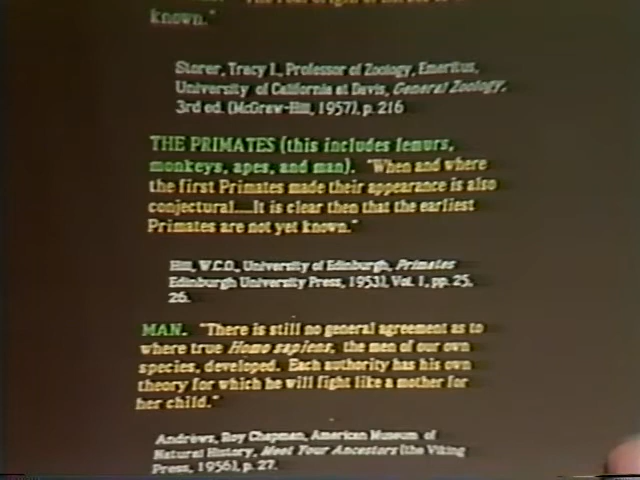 known."
Storer, Tracy I., Professor of Zoology, Emeritus,
University of California at Davis, General Zoology,
3rd ed. (McGraw-Hill, 1957), p. 216
THE PRIMATES (this includes lemurs,
monkeys, apes, and man). "When and where
the first Primates made their appearance is also
conjectural....It is clear then that the earliest
Primates are not yet known."
Hill, W.C.O., University of Edinburgh, Primates
Edinburgh University Press, 1953), Vol. 1, pp. 25,
26.
MAN. "There is still no general agreement as to
where true Homo sapiens, the men of our own
species, developed. Each authority has his own
theory for which he will fight like a mother for
her child."
Andrews, Roy Chapman, American Museum of
Natural History, Meet Your Ancestors (the Viking
Press, 1956), p. 27.